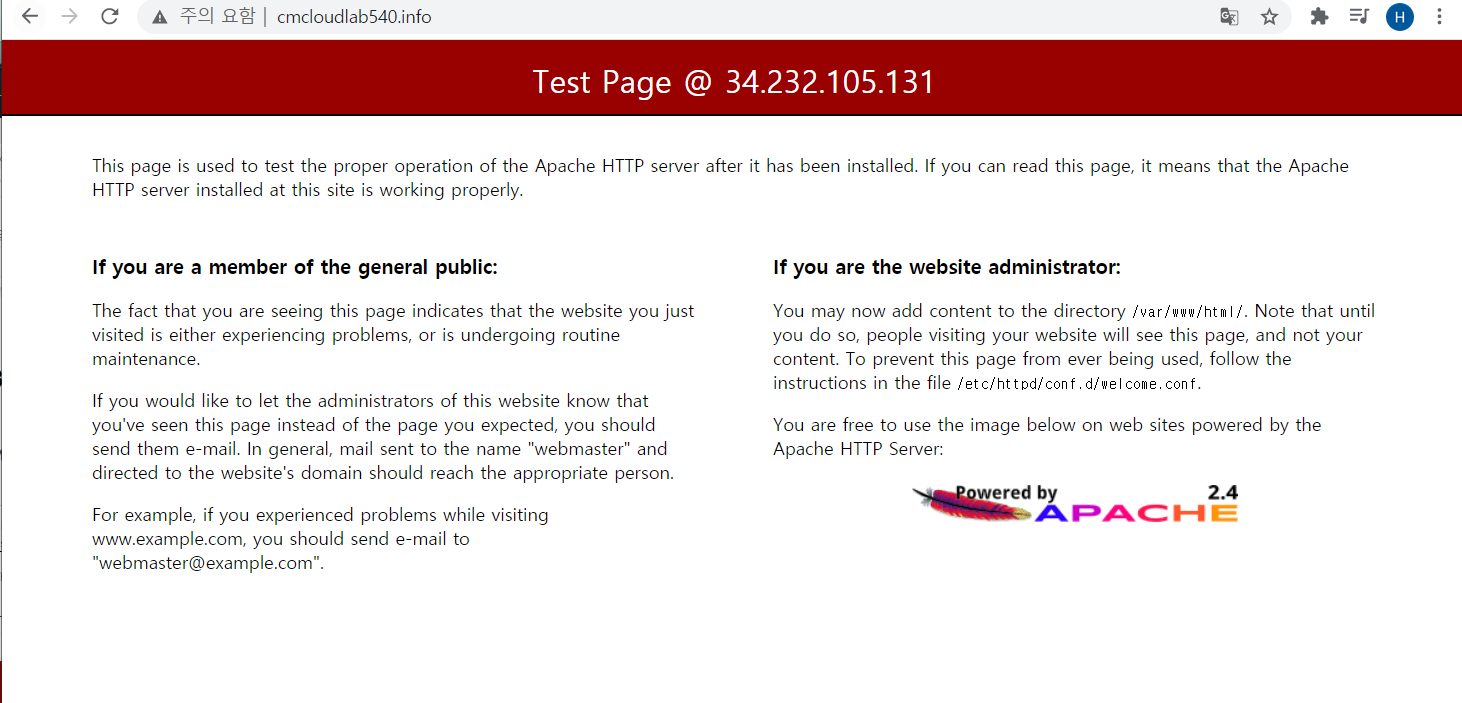 주의 요함 | cmcloudlab540.info
H
Test Page @ 34.232.105.131
This page is used to test the proper operation of the Apache HTTP server after it has been installed. If you can read this page, it means that the Apache
HTTP server installed at this site is working properly.
If you are a member of the general public:
The fact that you are seeing this page indicates that the website you just
visited is either experiencing problems, or is undergoing routine
maintenance.
If you would like to let the administrators of this website know that
you've seen this page instead of the page you expected, you should
send them e-mail. In general, mail sent to the name "webmaster" and
directed to the website's domain should reach the appropriate person.
For example, if you experienced problems while visiting
www.example.com, you should send e-mail to
"webmaster@example.com".
If you are the website administrator:
You may now add content to the directory /var/www/html/. Note that until
you do so, people visiting your website will see this page, and not your
content. To prevent this page from ever being used, follow the
instructions in the file /etc/httpd/conf.d/welcome.conf.
You are free to use the image below on web sites powered by the
Apache HTTP Server:
Powered by 2.4
APACHE